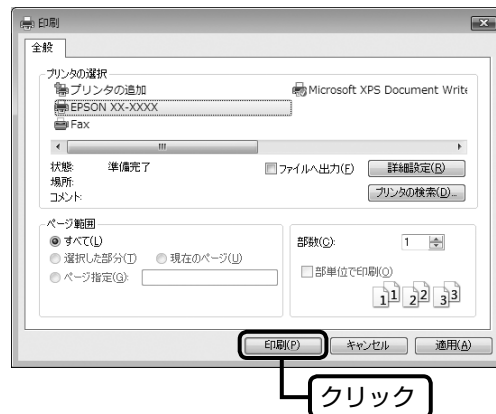 印刷
全般
プリンタの選択
プリンタの追加 Microsoft XPS Document Write
EPSON XX-XXXX
Fax
状態: 準備完了 ファイルへ出力(F) 詳細設定(R)
場所:
コメント: プリンタの検索(D)...
ページ範囲
すべて(L) 部数(C): 1
選択した部分(T) 現在のページ(U)
ページ指定(G): 部単位で印刷(O)
11 22 33
印刷(P) キャンセル 適用(A)
クリック